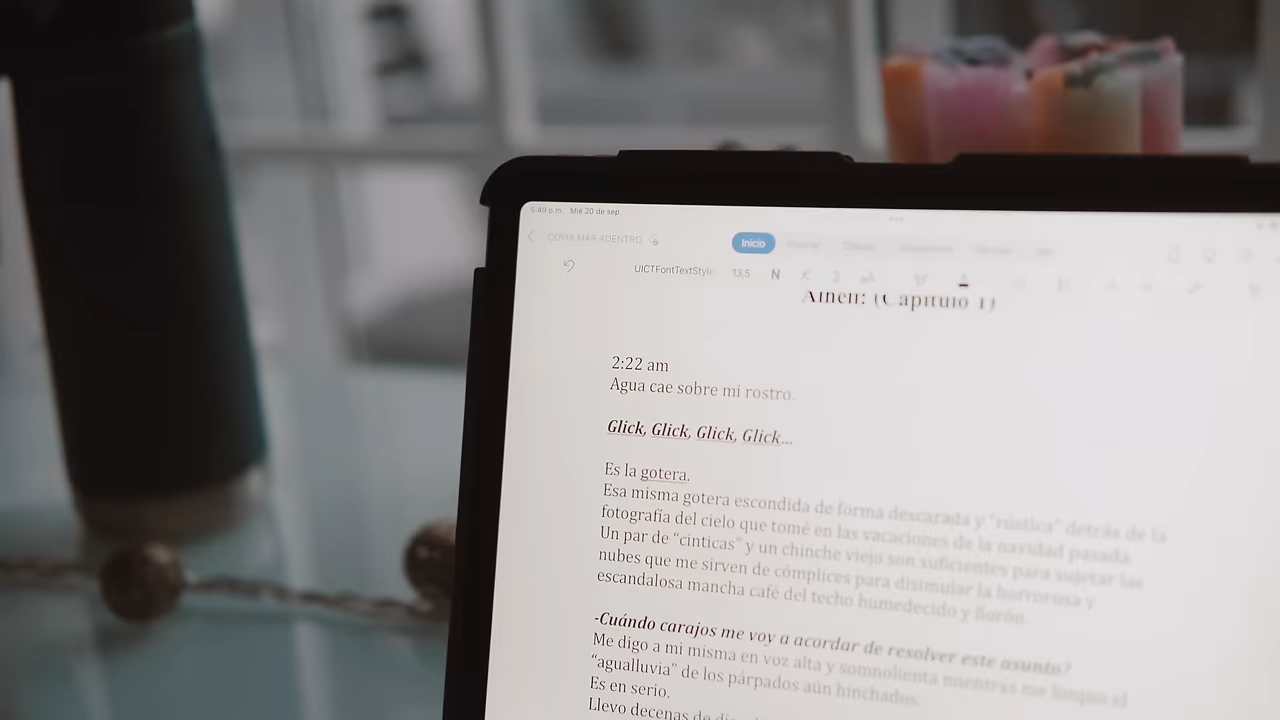 5:49 p.m. Mié 20 de sep.
COPIA MAR ADENTRO
Inicio
UICTFontTextStyle 13,5 N
(Capítulo 1)
2:22 am
Agua cae sobre mi rostro.
Glick, Glick, Glick, Glick...
Es la gotera.
Esa misma gotera escondida de forma descarada y “rústica” detrás de la
fotografía del cielo que tomé en las vacaciones de la navidad pasada.
Un par de “cinticas” y un chinche viejo son suficientes para sujetar las
nubes que me sirven de cómplices para disimular la horrorosa y
escandalosa mancha café del techo humedecido y llorón.
-Cuándo carajos me voy a acordar de resolver este asunto?
Me digo a mi misma en voz alta y somnolienta mientras me limpio el
“agualluvia” de los párpados aún hinchados.
Es en serio.
Llevo decenas de